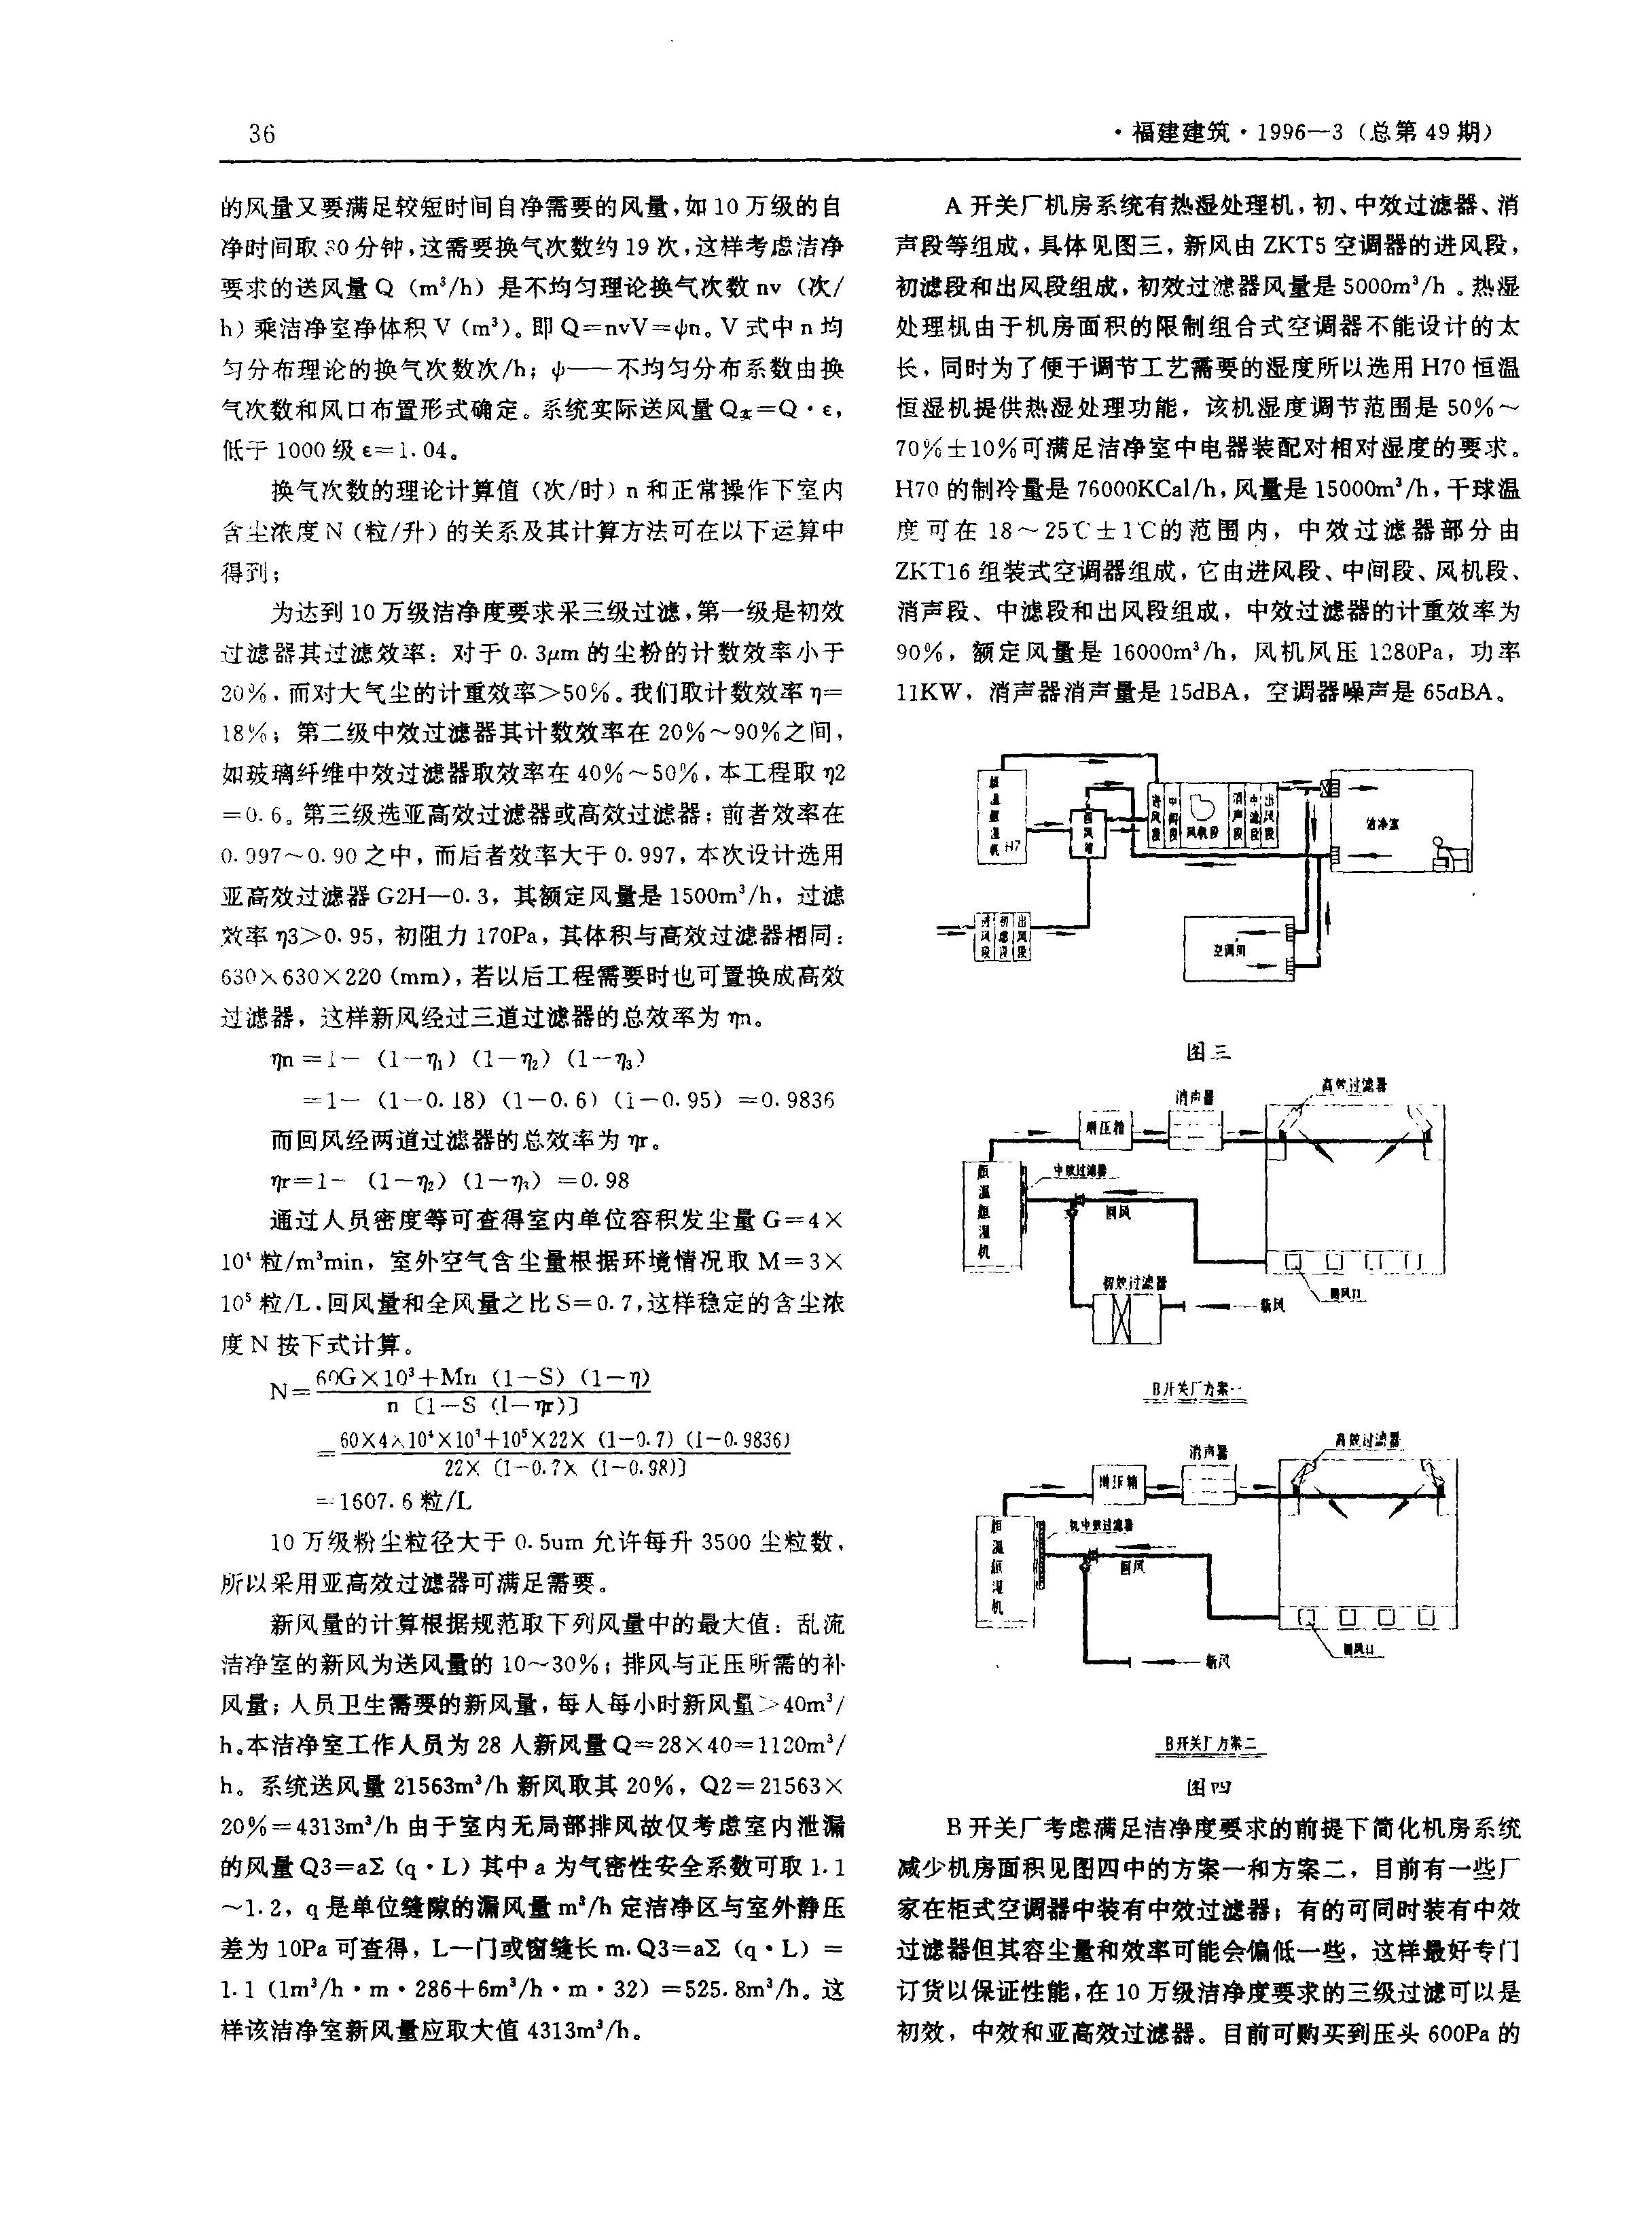 36
·福建建筑·1996—3（总第49期）
的风量又要满足较短时间自净需要的风量，如10万级的自
净时间取30分钟，这需要换气次数约19次，这样考虑洁净
要求的送风量Q（m³/h）是不均匀理论换气次数nv（次/
h）乘洁净室净体积V（m³）。即Q=nvV=ψn。V式中n均
匀分布理论的换气次数次/h；ψ——不均匀分布系数由换
气次数和风口布置形式确定。系统实际送风量Q实=Q·ε，
低于1000级ε=1.04。
换气次数的理论计算值（次/时）n和正常操作下室内
含尘浓度N（粒/升）的关系及其计算方法可在以下运算中
得到；
为达到10万级洁净度要求采三级过滤，第一级是初效
过滤器其过滤效率：对于0.3μm的尘粉的计数效率小于
20%，而对大气尘的计重效率>50%。我们取计数效率η=
18%；第二级中效过滤器其计数效率在20%～90%之间，
如玻璃纤维中效过滤器取效率在40%～50%，本工程取η2
=0.6。第三级选亚高效过滤器或高效过滤器；前者效率在
0.997～0.90之中，而后者效率大于0.997，本次设计选用
亚高效过滤器G2H—0.3，其额定风量是1500m³/h，过滤
效率η3>0.95，初阻力170Pa，其体积与高效过滤器相同：
630×630×220（mm），若以后工程需要时也可置换成高效
过滤器，这样新风经过三道过滤器的总效率为ηn。
ηn=1—（1—η₁）（1—η₂）（1—η₃）
=1—（1—0.18）（1—0.6）（1—0.95）=0.9836
而回风经两道过滤器的总效率为ηr。
ηr=1-（1—η₂）（1—η₃）=0.98
通过人员密度等可查得室内单位容积发尘量G=4×
10⁴粒/m³min，室外空气含尘量根据环境情况取M=3×
10⁵粒/L.回风量和全风量之比S=0.7，这样稳定的含尘浓
度N按下式计算。
N=60G×10³+Mn（1—S）（1—η）
n〔1—S（1—ηr）〕
=60×4×10⁴×10³+10⁵×22×（1—0.7）（1—0.9836）
22×〔1—0.7×（1—0.98）〕
=1607.6粒/L
10万级粉尘粒径大于0.5um允许每升3500尘粒数，
所以采用亚高效过滤器可满足需要。
新风量的计算根据规范取下列风量中的最大值：乱流
洁净室的新风为送风量的10～30%；排风与正压所需的补
风量；人员卫生需要的新风量，每人每小时新风量>40m³/
h。本洁净室工作人员为28人新风量Q=28×40=1120m³/
h。系统送风量21563m³/h新风取其20%，Q2=21563×
20%=4313m³/h由于室内无局部排风故仅考虑室内泄漏
的风量Q3=aΣ（q·L）其中a为气密性安全系数可取1.1
～1.2，q是单位缝隙的漏风量m³/h定洁净区与室外静压
差为10Pa可查得，L—门或窗缝长m.Q3=aΣ（q·L）=
1.1（1m³/h·m·286+6m³/h·m·32）=525.8m³/h。这
样该洁净室新风量应取大值4313m³/h。
A开关厂机房系统有热湿处理机，初、中效过滤器、消
声段等组成，具体见图三，新风由ZKT5空调器的进风段，
初滤段和出风段组成，初效过滤器风量是5000m³/h。热湿
处理机由于机房面积的限制组合式空调器不能设计的太
长，同时为了便于调节工艺需要的湿度所以选用H70恒温
恒湿机提供热湿处理功能，该机湿度调节范围是50%～
70%±10%可满足洁净室中电器装配对相对湿度的要求。
H70的制冷量是76000KCal/h，风量是15000m³/h，干球温
度可在18～25℃±1℃的范围内，中效过滤器部分由
ZKT16组装式空调器组成，它由进风段、中间段、风机段、
消声段、中滤段和出风段组成，中效过滤器的计重效率为
90%，额定风量是16000m³/h，风机风压1280Pa，功率
11KW，消声器消声量是15dBA，空调器噪声是65dBA。
恒温恒湿机
H7
回风箱
进风段
中间段
风机段
消声段
中滤段
出风段
洁净室
进风段
初滤段
出风段
空调间
图三
高效过滤器
消声器
增压箱
恒温恒湿机
中效过滤器
回风
初效过滤器
新风
回风口
B开关厂方案一
高效过滤器
消声器
增压箱
恒温恒湿机
初中效过滤器
回风
新风
回风口
B开关厂方案二
图四
B开关厂考虑满足洁净度要求的前提下简化机房系统
减少机房面积见图四中的方案一和方案二，目前有一些厂
家在柜式空调器中装有中效过滤器；有的可同时装有中效
过滤器但其容尘量和效率可能会偏低一些，这样最好专门
订货以保证性能，在10万级洁净度要求的三级过滤可以是
初效，中效和亚高效过滤器。目前可购买到压头600Pa的